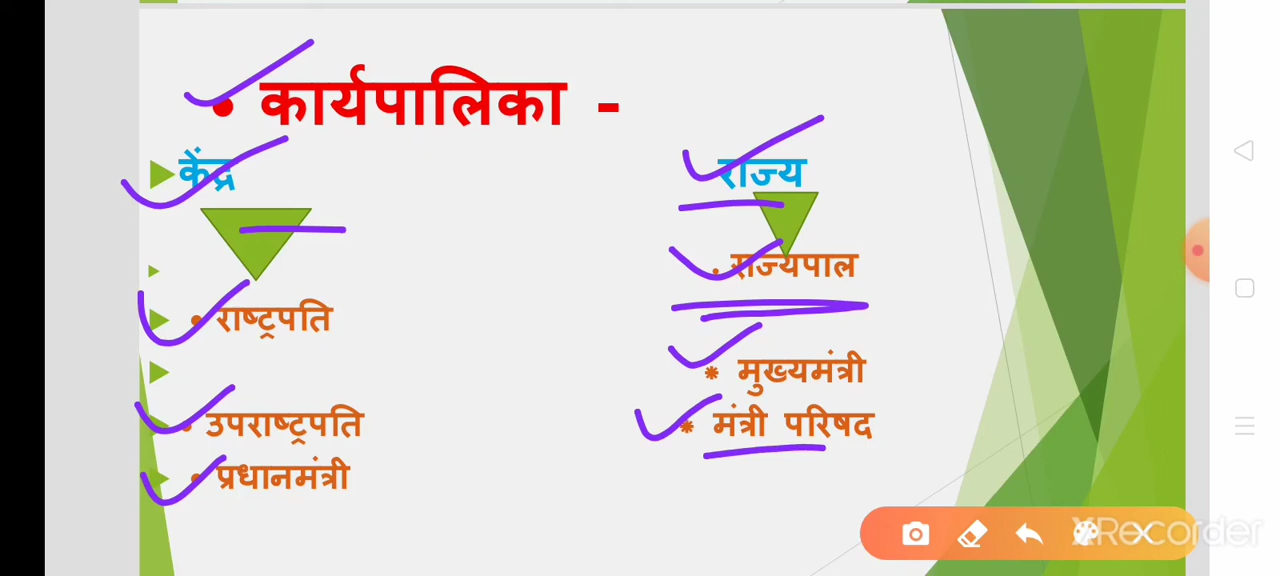 • कार्यपालिका -
केंद्र
राज्य
• राज्यपाल
• राष्ट्रपति
* मुख्यमंत्री
• उपराष्ट्रपति
* मंत्री परिषद
• प्रधानमंत्री
XRecorder